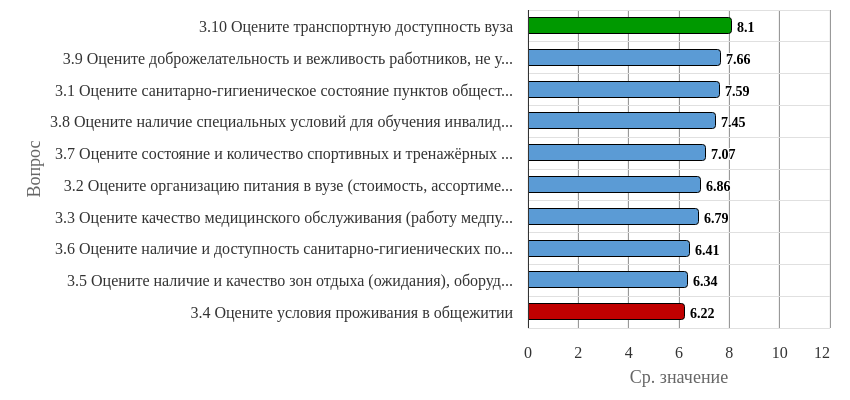 3.10 Оцените транспортную доступность вуза 8.1
3.9 Оцените доброжелательность и вежливость работников, не у... 7.66
3.1 Оцените санитарно-гигиеническое состояние пунктов общест... 7.59
3.8 Оцените наличие специальных условий для обучения инвалид... 7.45
3.7 Оцените состояние и количество спортивных и тренажёрных ... 7.07
3.2 Оцените организацию питания в вузе (стоимость, ассортиме... 6.86
3.3 Оцените качество медицинского обслуживания (работу медпу... 6.79
3.6 Оцените наличие и доступность санитарно-гигиенических по... 6.41
3.5 Оцените наличие и качество зон отдыха (ожидания), оборуд... 6.34
3.4 Оцените условия проживания в общежитии 6.22
Вопрос
0 2 4 6 8 10 12
Ср. значение